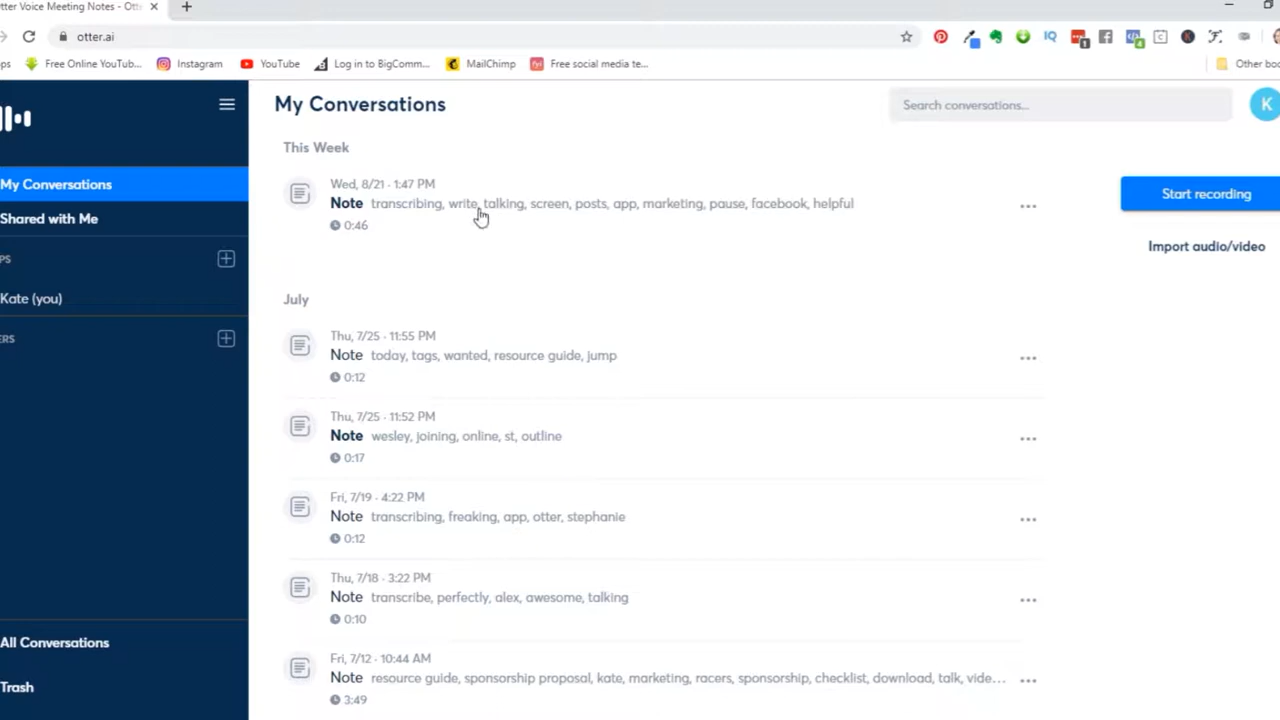 tter Voice Meeting Notes - Ott
otter.ai
ps Free Online YouTub... Instagram YouTube Log in to BigComm... MailChimp Free social media te... Other boo
My Conversations
Search conversations...
K
This Week
My Conversations
Wed, 8/21 · 1:47 PM
Note transcribing, write, talking, screen, posts, app, marketing, pause, facebook, helpful
0:46
Start recording
Shared with Me
Import audio/video
PS
Kate (you)
July
ERS
Thu, 7/25 · 11:55 PM
Note today, tags, wanted, resource guide, jump
0:12
Thu, 7/25 · 11:52 PM
Note wesley, joining, online, st, outline
0:17
Fri, 7/19 · 4:22 PM
Note transcribing, freaking, app, otter, stephanie
0:12
Thu, 7/18 · 3:22 PM
Note transcribe, perfectly, alex, awesome, talking
0:10
All Conversations
Fri, 7/12 · 10:44 AM
Note resource guide, sponsorship proposal, kate, marketing, racers, sponsorship, checklist, download, talk, vide...
3:49
Trash